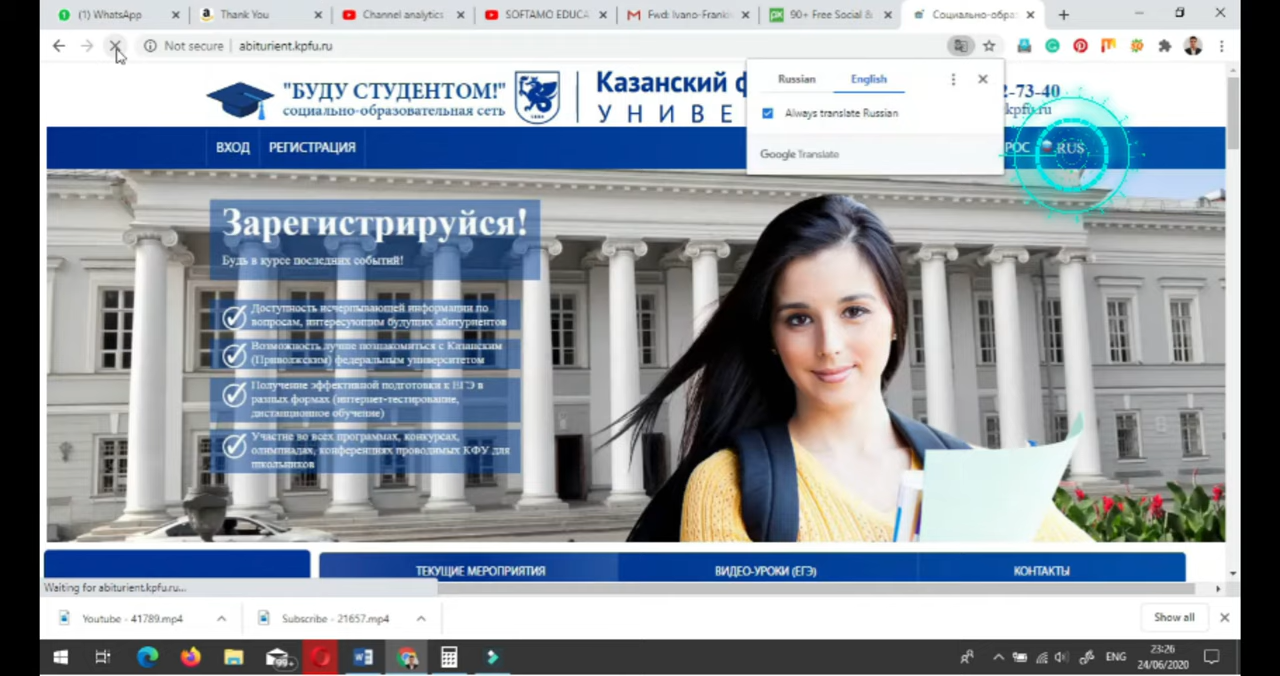 (1) WhatsApp
Thank You
Channel analytics
SOFTAMO EDUCA
Fwd: Ivano-Franki
90+ Free Social &
Социально-обра
Not secure
abiturient.kpfu.ru
"БУДУ СТУДЕНТОМ!"
социально-образовательная сеть
Казанский ф
УНИВЕ
Russian
English
Always translate Russian
Google Translate
2-73-40
kpfu.ru
ВХОД
РЕГИСТРАЦИЯ
РОС
RUS
Зарегистрируйся!
Будь в курсе последних событий!
Доступность исчерпывающей информации по
вопросам, интересующим будущих абитуриентов
Возможность лучше познакомиться с Казанским
(Приволжским) федеральным университетом
Получение эффективной подготовки к ЕГЭ в
разных формах (интернет-тестирование,
дистанционное обучение)
Участие во всех программах, конкурсах,
олимпиадах, конференциях проводимых КФУ для
школьников
ТЕКУЩИЕ МЕРОПРИЯТИЯ
ВИДЕО-УРОКИ (ЕГЭ)
КОНТАКТЫ
Waiting for abiturient.kpfu.ru...
Youtube - 41789.mp4
Subscribe - 21657.mp4
Show all
99+
ENG
23:26
24/06/2020